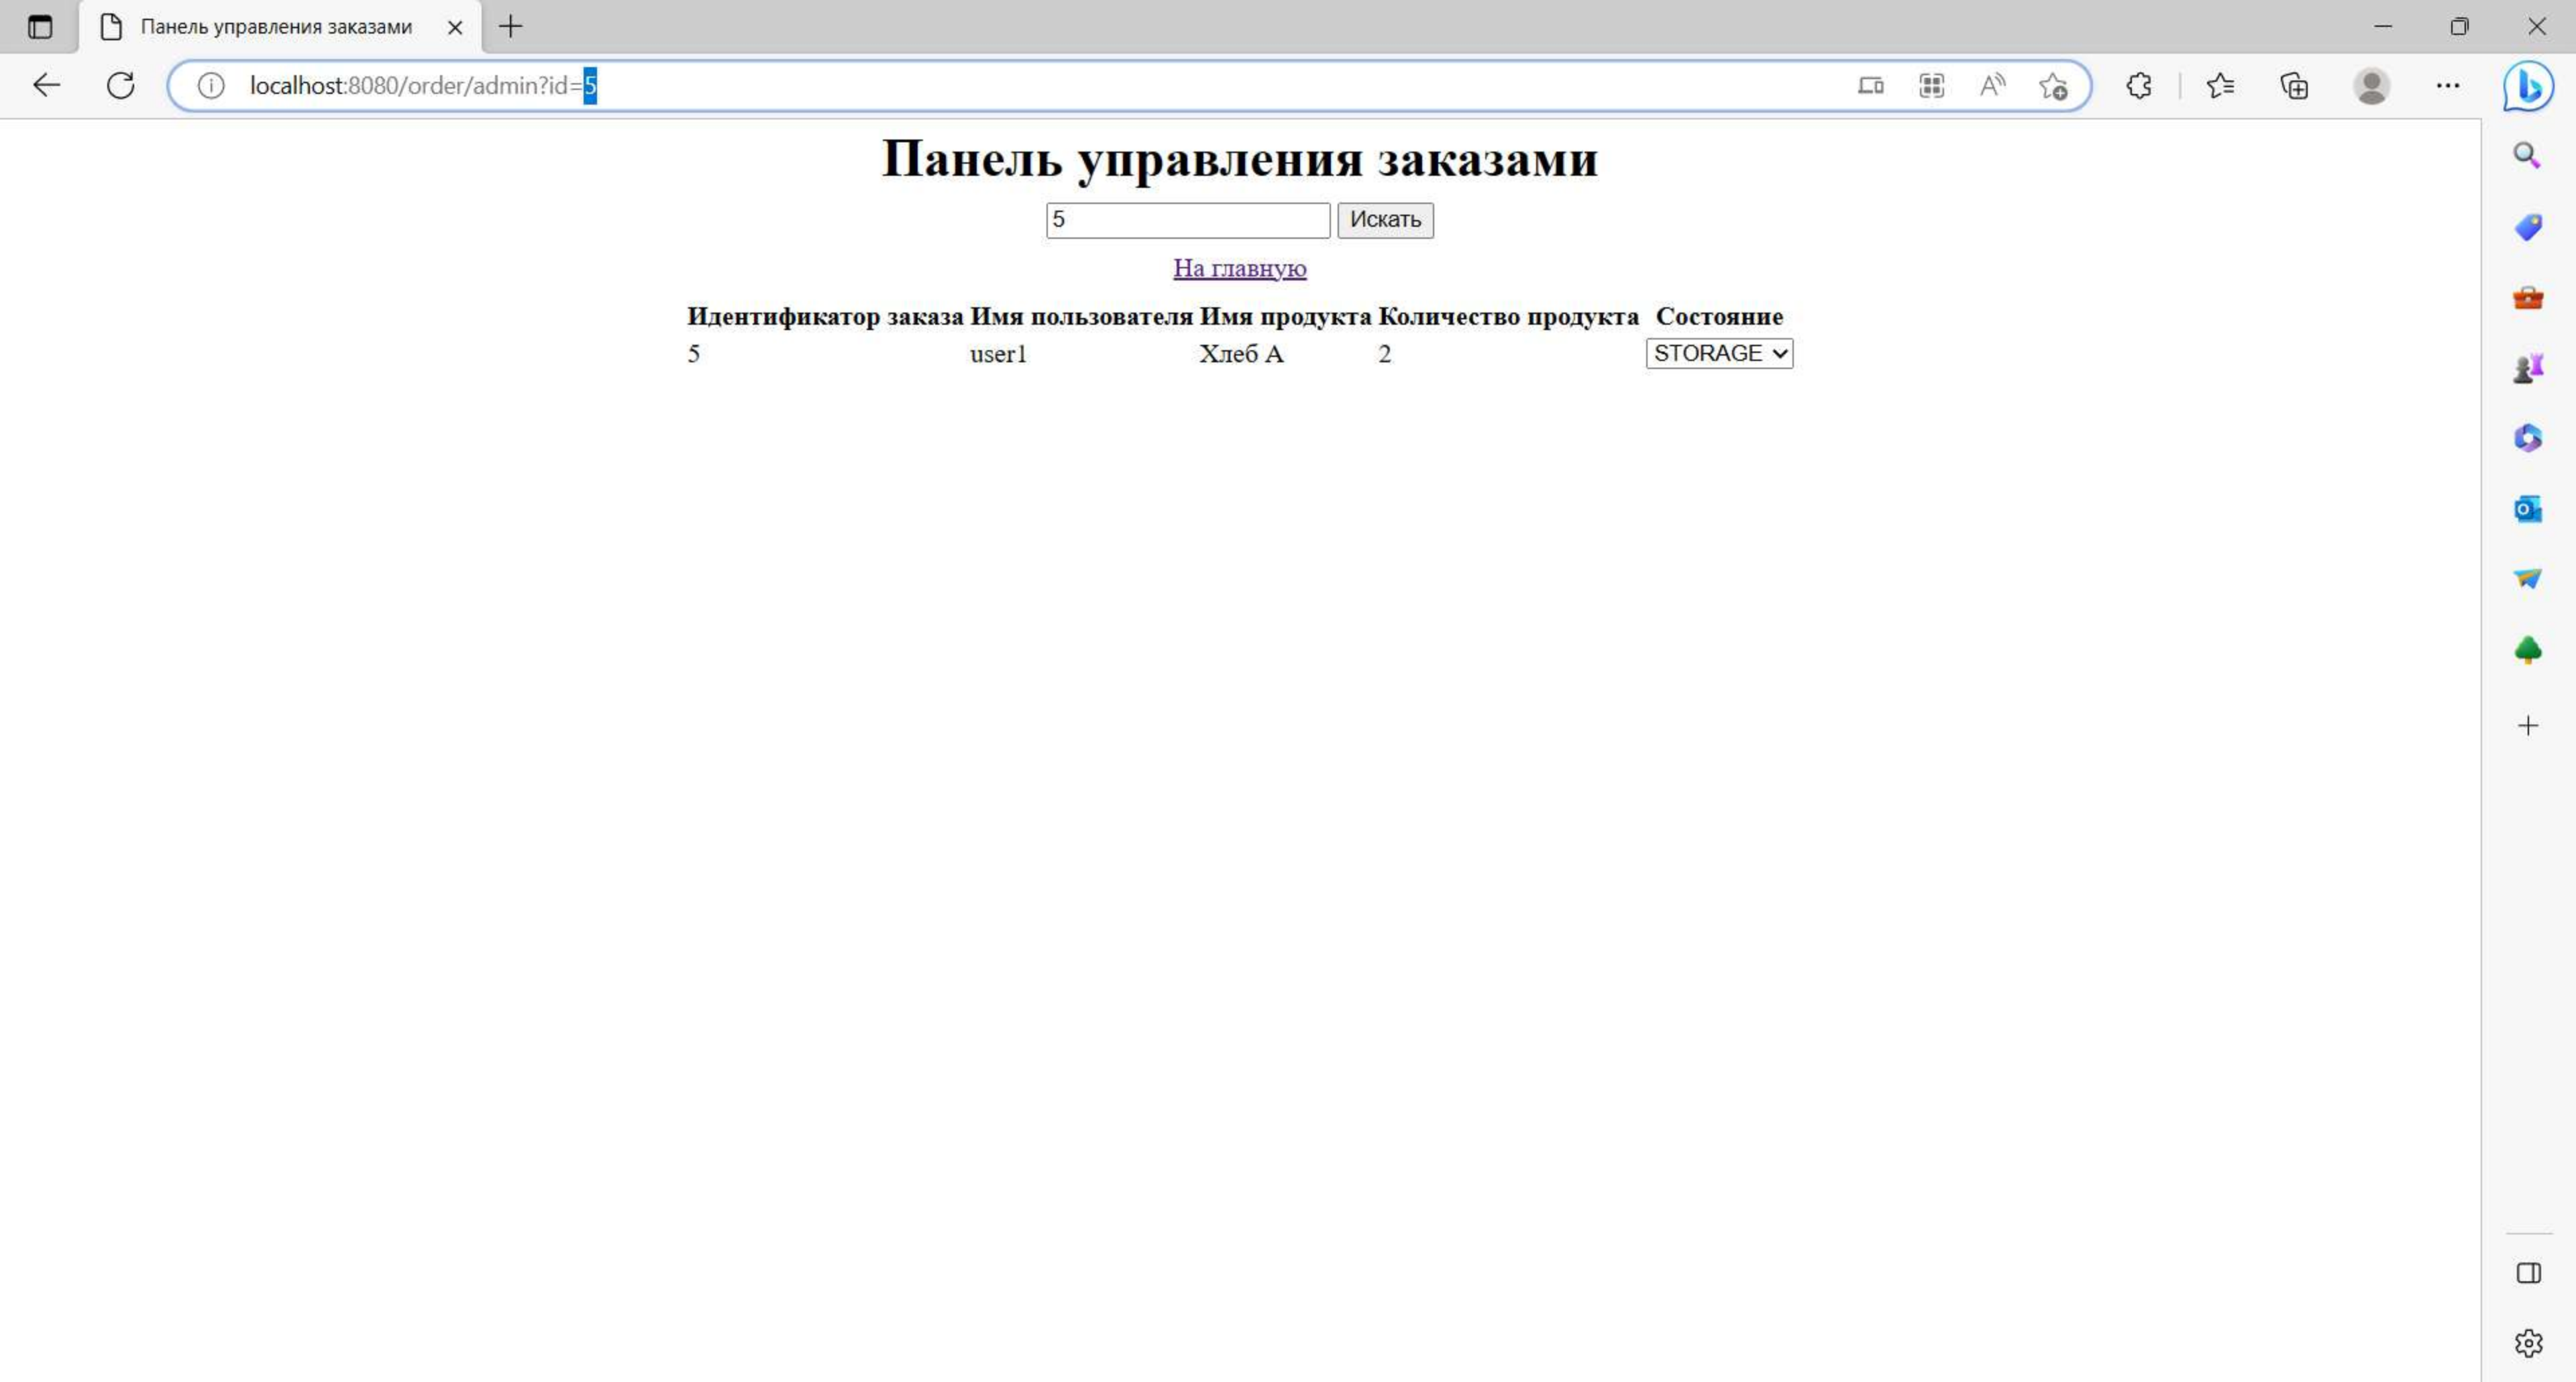 Панель управления заказами
localhost:8080/order/admin?id=5
Панель управления заказами
5 Искать
На главную
Идентификатор заказа Имя пользователя Имя продукта Количество продукта Состояние
5 user1 Хлеб А 2 STORAGE